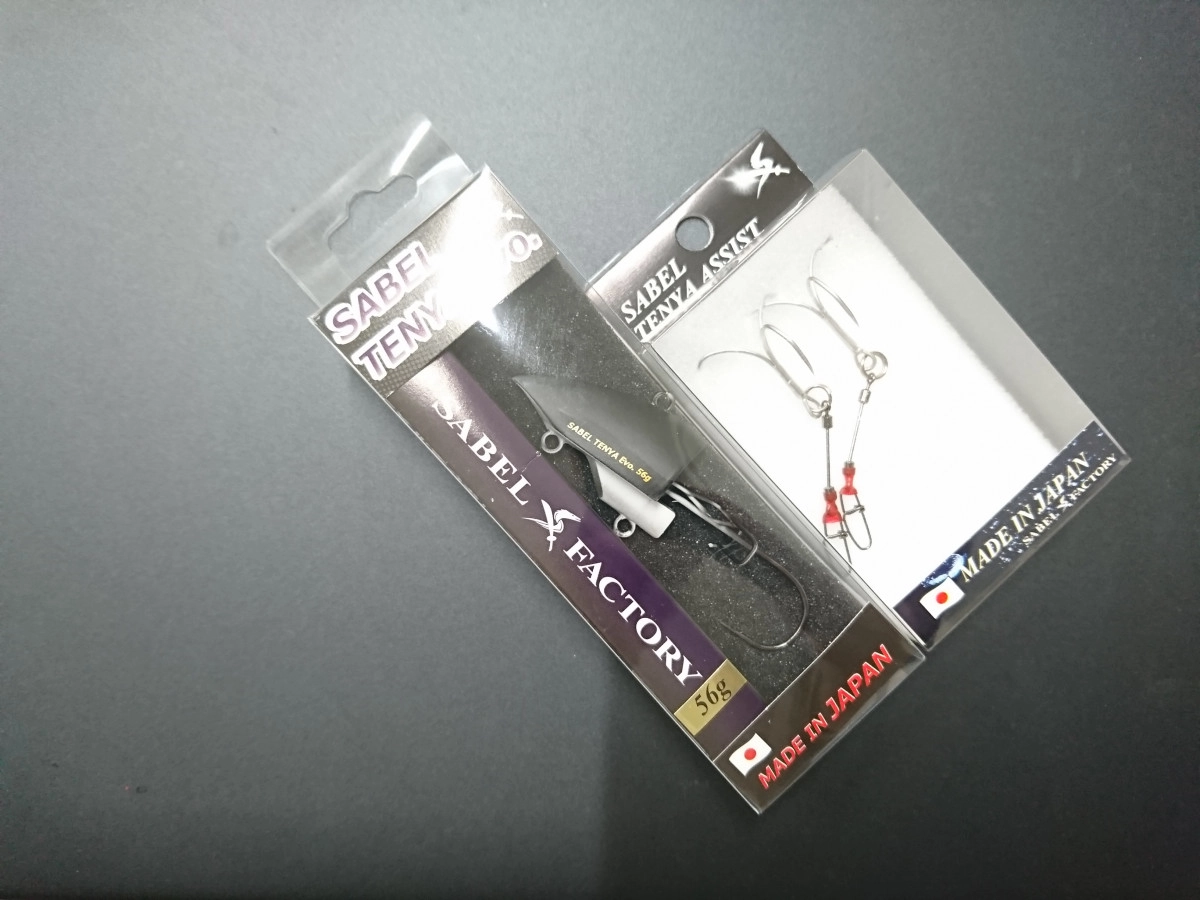 SABEL
TENYA Evo.
SABEL TENYA Evo. 56g
SABEL FACTORY
56g
MADE IN JAPAN
SABEL
TENYA ASSIST
MADE IN JAPAN
SABEL FACTORY